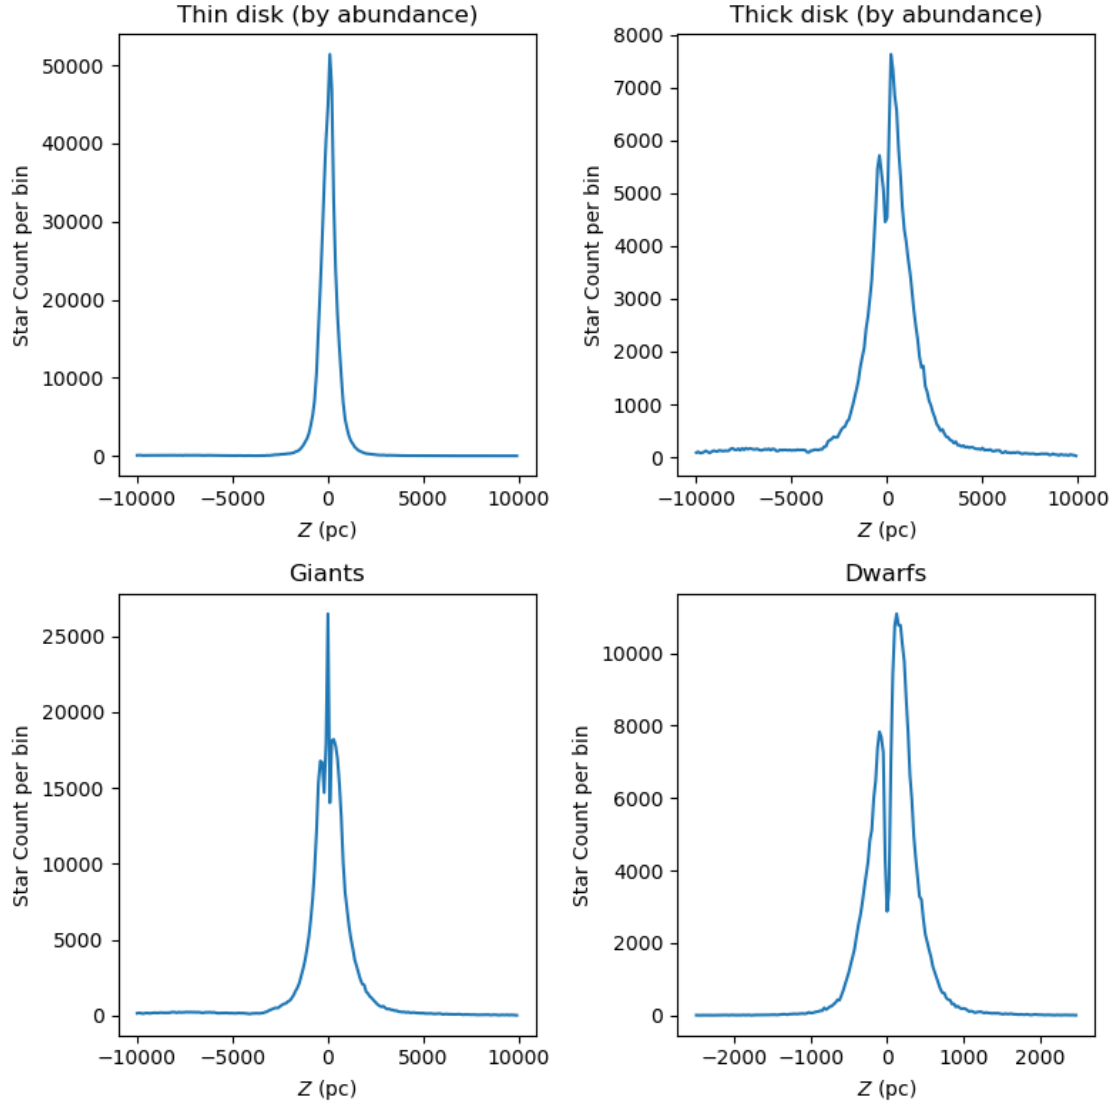 Thin disk (by abundance)
Star Count per bin
50000
40000
30000
20000
10000
0
−10000 −5000 0 5000 10000
Z (pc)
Thick disk (by abundance)
Star Count per bin
8000
7000
6000
5000
4000
3000
2000
1000
0
−10000 −5000 0 5000 10000
Z (pc)
Giants
Star Count per bin
25000
20000
15000
10000
5000
0
−10000 −5000 0 5000 10000
Z (pc)
Dwarfs
Star Count per bin
10000
8000
6000
4000
2000
0
−2000 −1000 0 1000 2000
Z (pc)